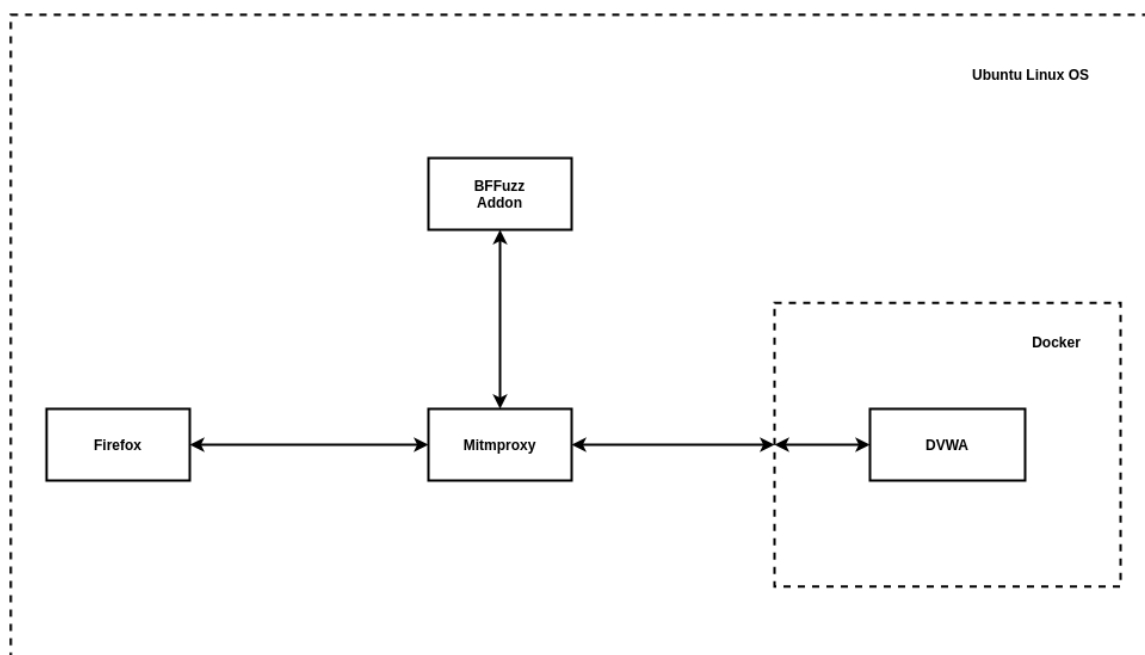 Ubuntu Linux OS
BFFuzz
Addon
Docker
Firefox
Mitmproxy
DVWA